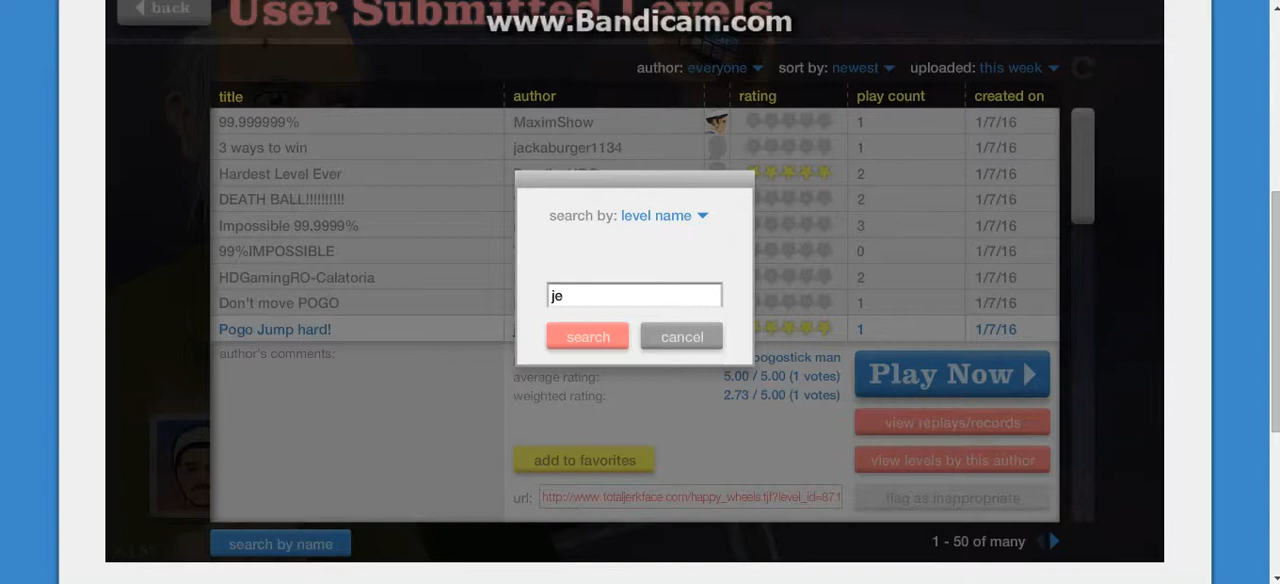 back
User Submitted Levels
www.Bandicam.com
author: everyone sort by: newest uploaded: this week
title author rating play count created on
99.999999% MaximShow 1 1/7/16
3 ways to win jackaburger1134 1 1/7/16
Hardest Level Ever 2 1/7/16
DEATH BALL!!!!!!!!!! 2 1/7/16
Impossible 99.9999% 3 1/7/16
99%IMPOSSIBLE 0 1/7/16
HDGamingRO-Calatoria 2 1/7/16
Don't move POGO 1 1/7/16
Pogo Jump hard! 1 1/7/16
search by: level name
je
search cancel
author's comments:
pogostick man
average rating: 5.00 / 5.00 (1 votes)
weighted rating: 2.73 / 5.00 (1 votes)
Play Now
view replays/records
add to favorites
view levels by this author
url: http://www.totaljerkface.com/happy_wheels.tjf?level_id=871
flag as inappropriate
search by name
1 - 50 of many